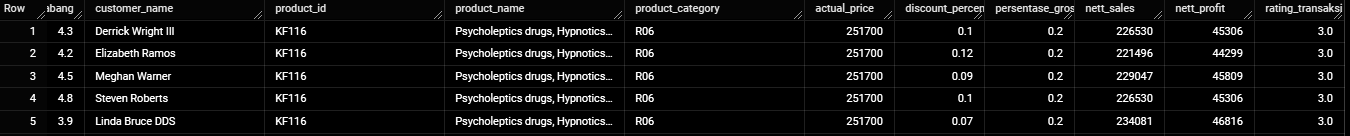 Row abang customer_name product_id product_name product_category actual_price discount_percen persentase_gros nett_sales nett_profit rating_transaksi
1 4.3 Derrick Wright III KF116 Psycholeptics drugs, Hypnotics... R06 251700 0.1 0.2 226530 45306 3.0
2 4.2 Elizabeth Ramos KF116 Psycholeptics drugs, Hypnotics... R06 251700 0.12 0.2 221496 44299 3.0
3 4.5 Meghan Warner KF116 Psycholeptics drugs, Hypnotics... R06 251700 0.09 0.2 229047 45809 3.0
4 4.8 Steven Roberts KF116 Psycholeptics drugs, Hypnotics... R06 251700 0.1 0.2 226530 45306 3.0
5 3.9 Linda Bruce DDS KF116 Psycholeptics drugs, Hypnotics... R06 251700 0.07 0.2 234081 46816 3.0